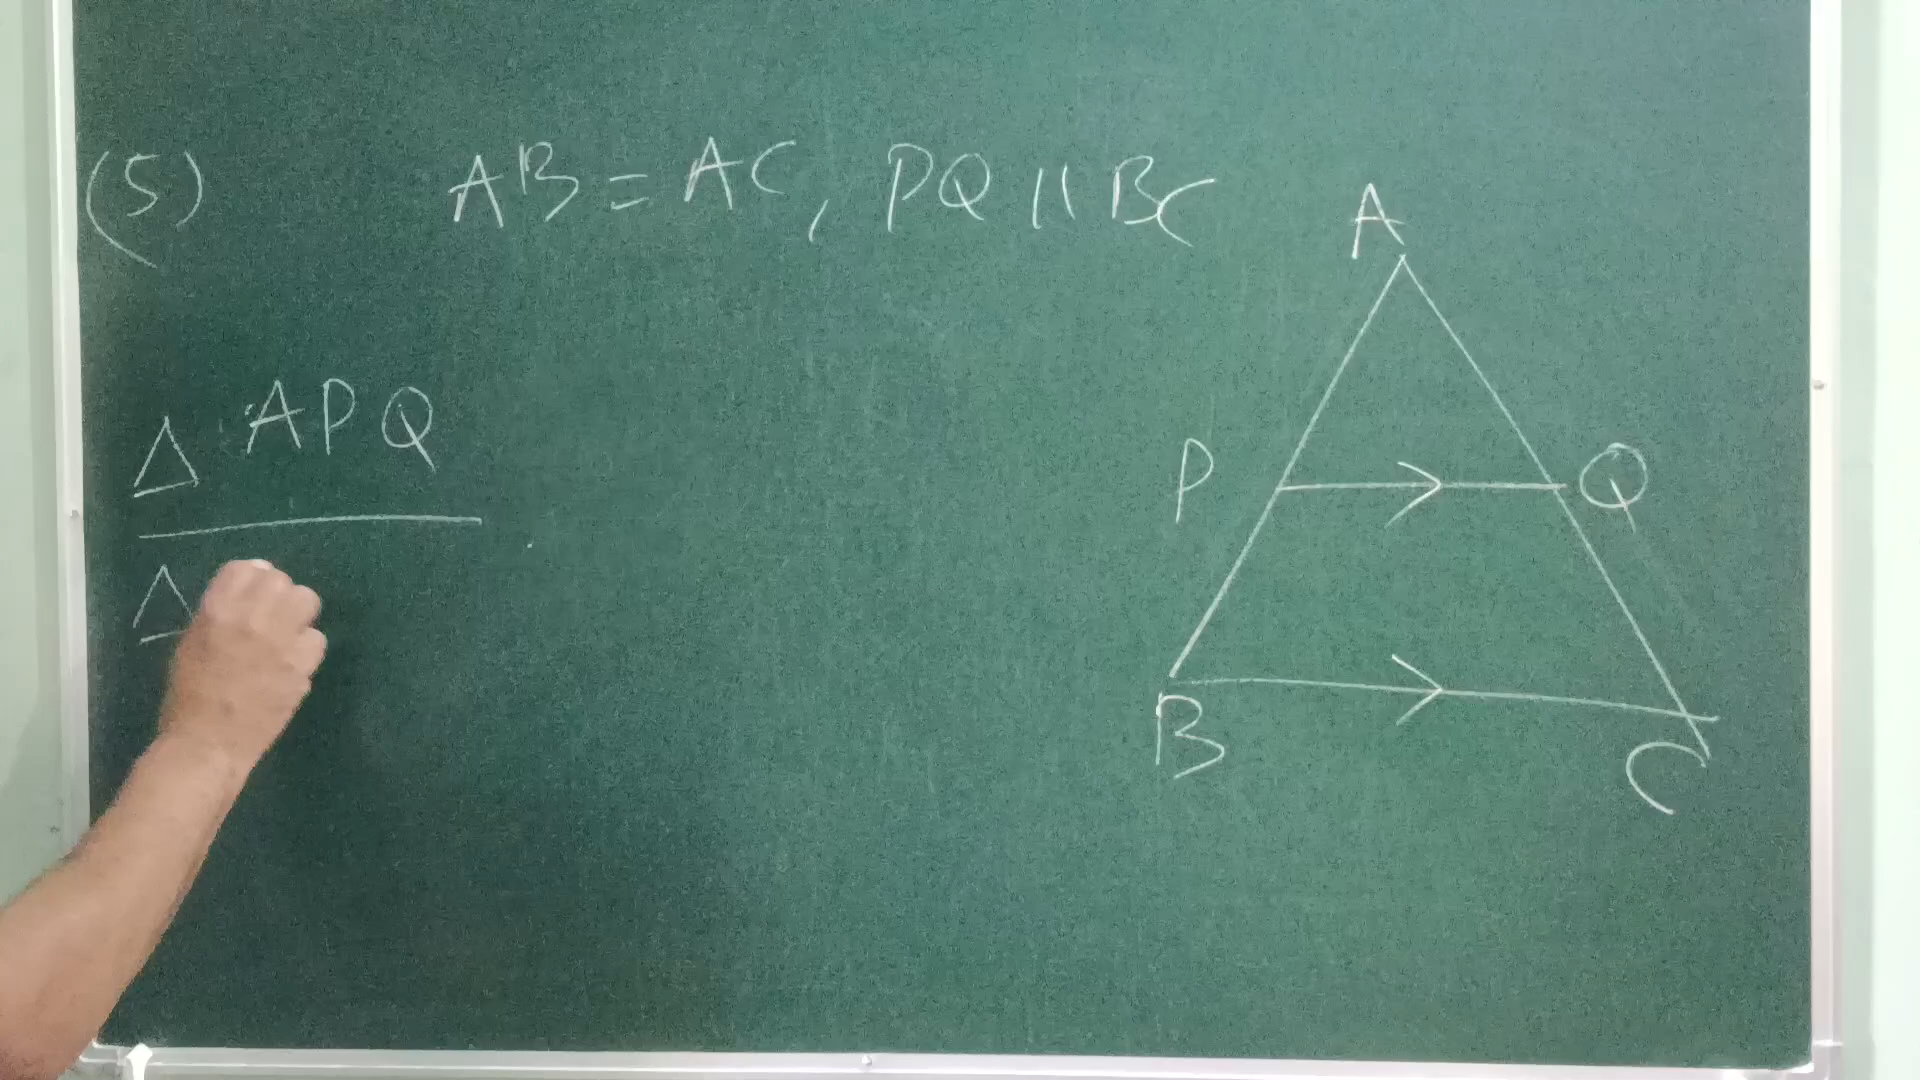 (5) AB = AC, PQ || BC
A
Δ APQ
P Q
Δ
B
C